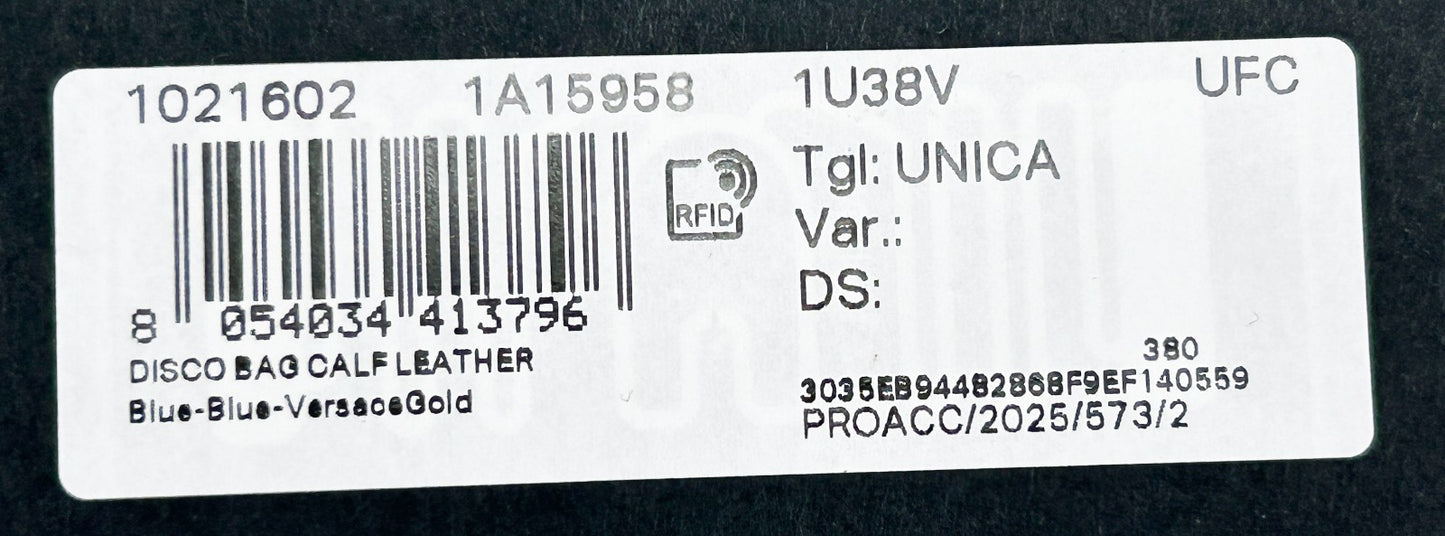 1021602 1A15958 1U38V UFC
RFID
Tgl: UNICA
Var.:
DS:
8 054034 413796
DISCO BAG CALF LEATHER
Blue-Blue-VersaceGold
380
3035EB94482868F9EF140559
PROACC/2025/573/2